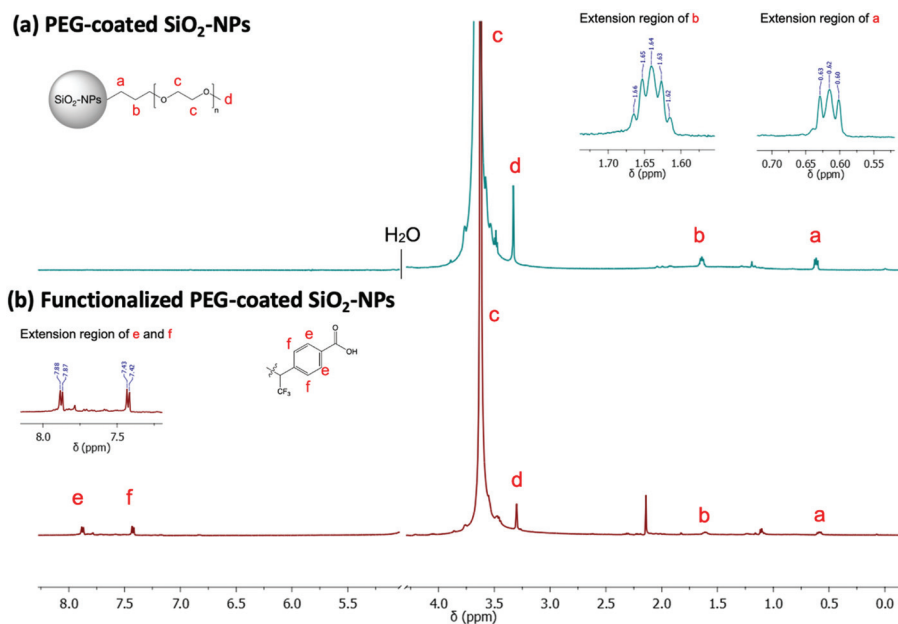 (a) PEG-coated SiO2-NPs
SiO2-NPs
a
b
c
c
n
d
c
d
H2O
b
a
Extension region of b
1.66
1.65
1.64
1.63
1.62
1.70 1.65 1.60
δ (ppm)
Extension region of a
0.63
0.62
0.60
0.70 0.65 0.60 0.55
δ (ppm)
(b) Functionalized PEG-coated SiO2-NPs
Extension region of e and f
7.88
7.87
7.43
7.42
8.0 7.5
δ (ppm)
f
e
O
OH
e
f
CF3
c
e
f
d
b
a
8.0 7.5 7.0 6.5 6.0 5.5 5.0 4.0 3.5 3.0 2.5 2.0 1.5 1.0 0.5 0.0
δ (ppm)